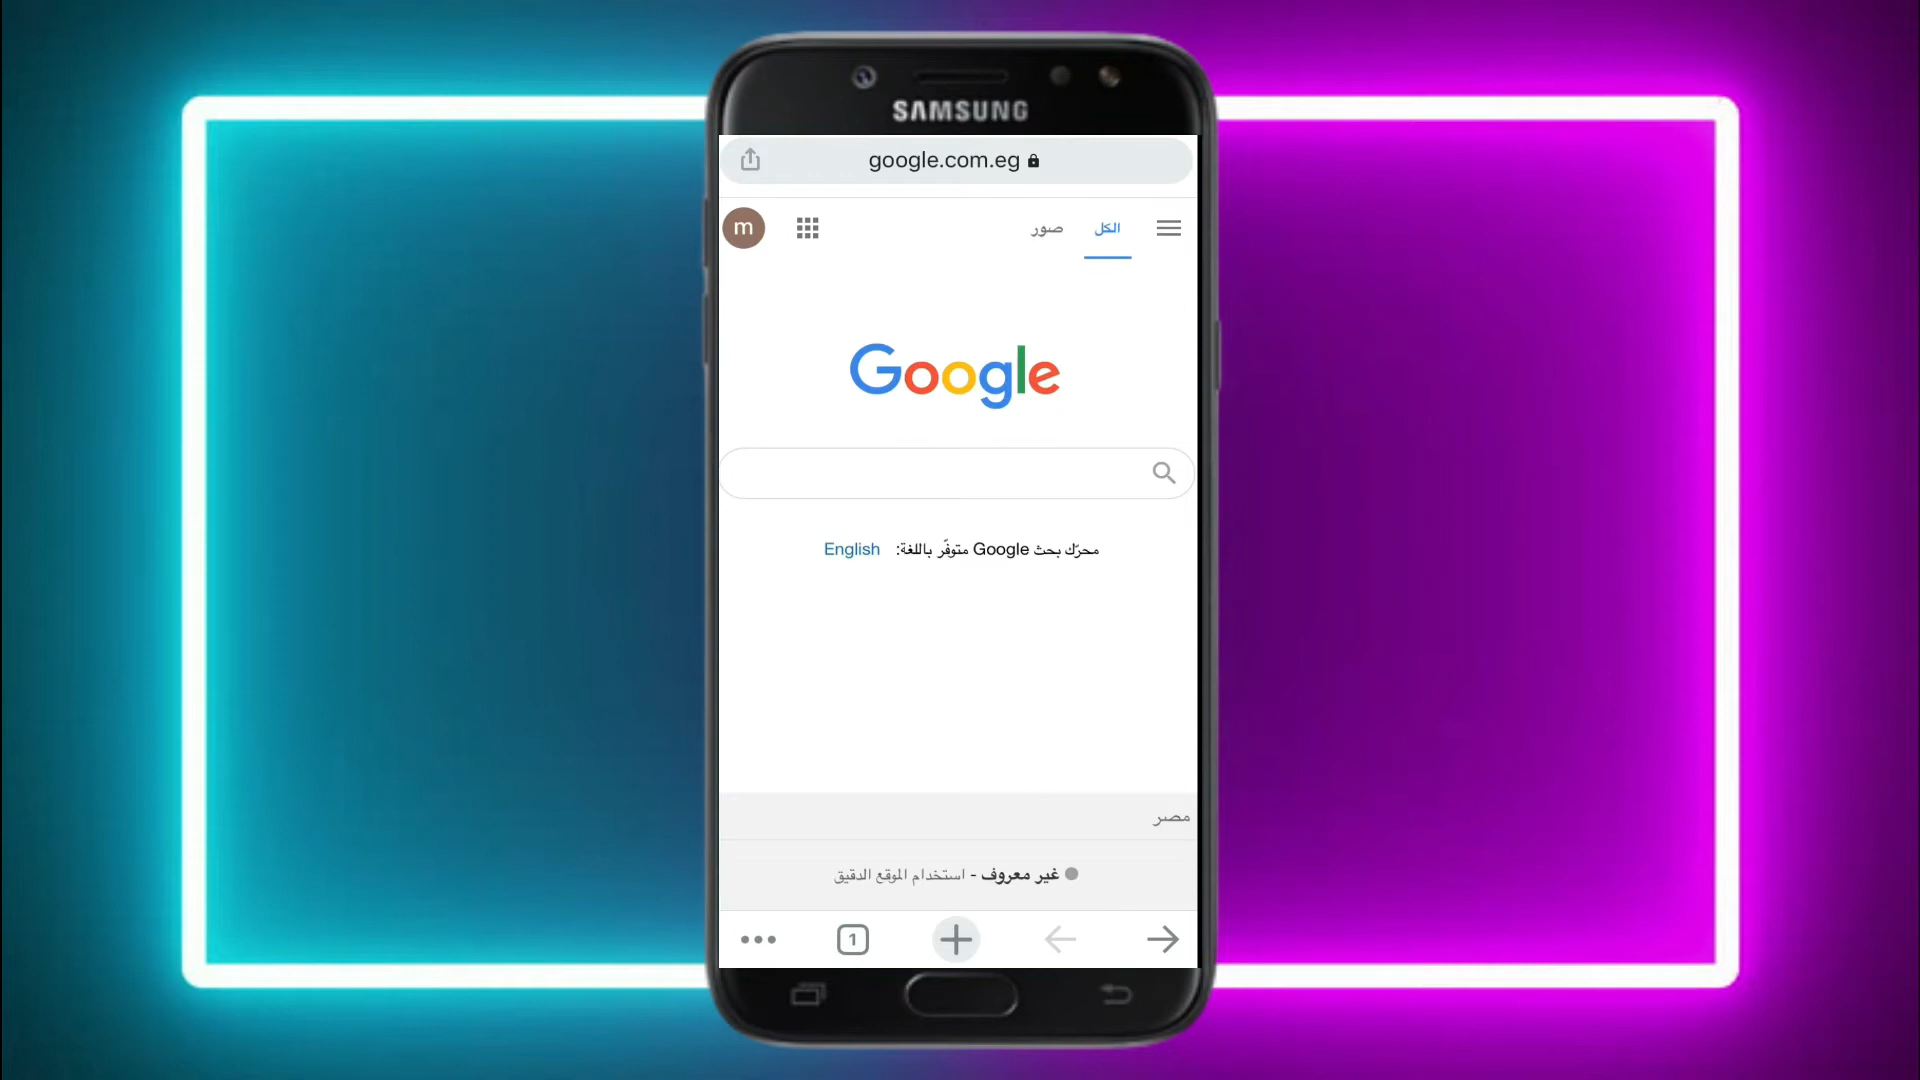 SAMSUNG
google.com.eg
m
الكل صور
Google
محرّك بحث Google متوفّر باللغة: English
مصر
غير معروف - استخدام الموقع الدقيق
1